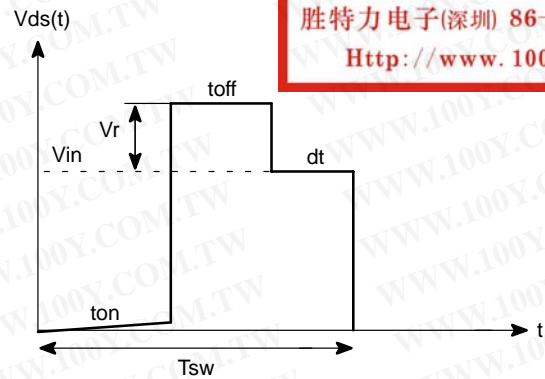 胜特力电子(深圳) 86-
Http://www. 100
Vds(t)
toff
Vr
Vin
dt
ton
t
Tsw
WWW.100Y.COM.TW